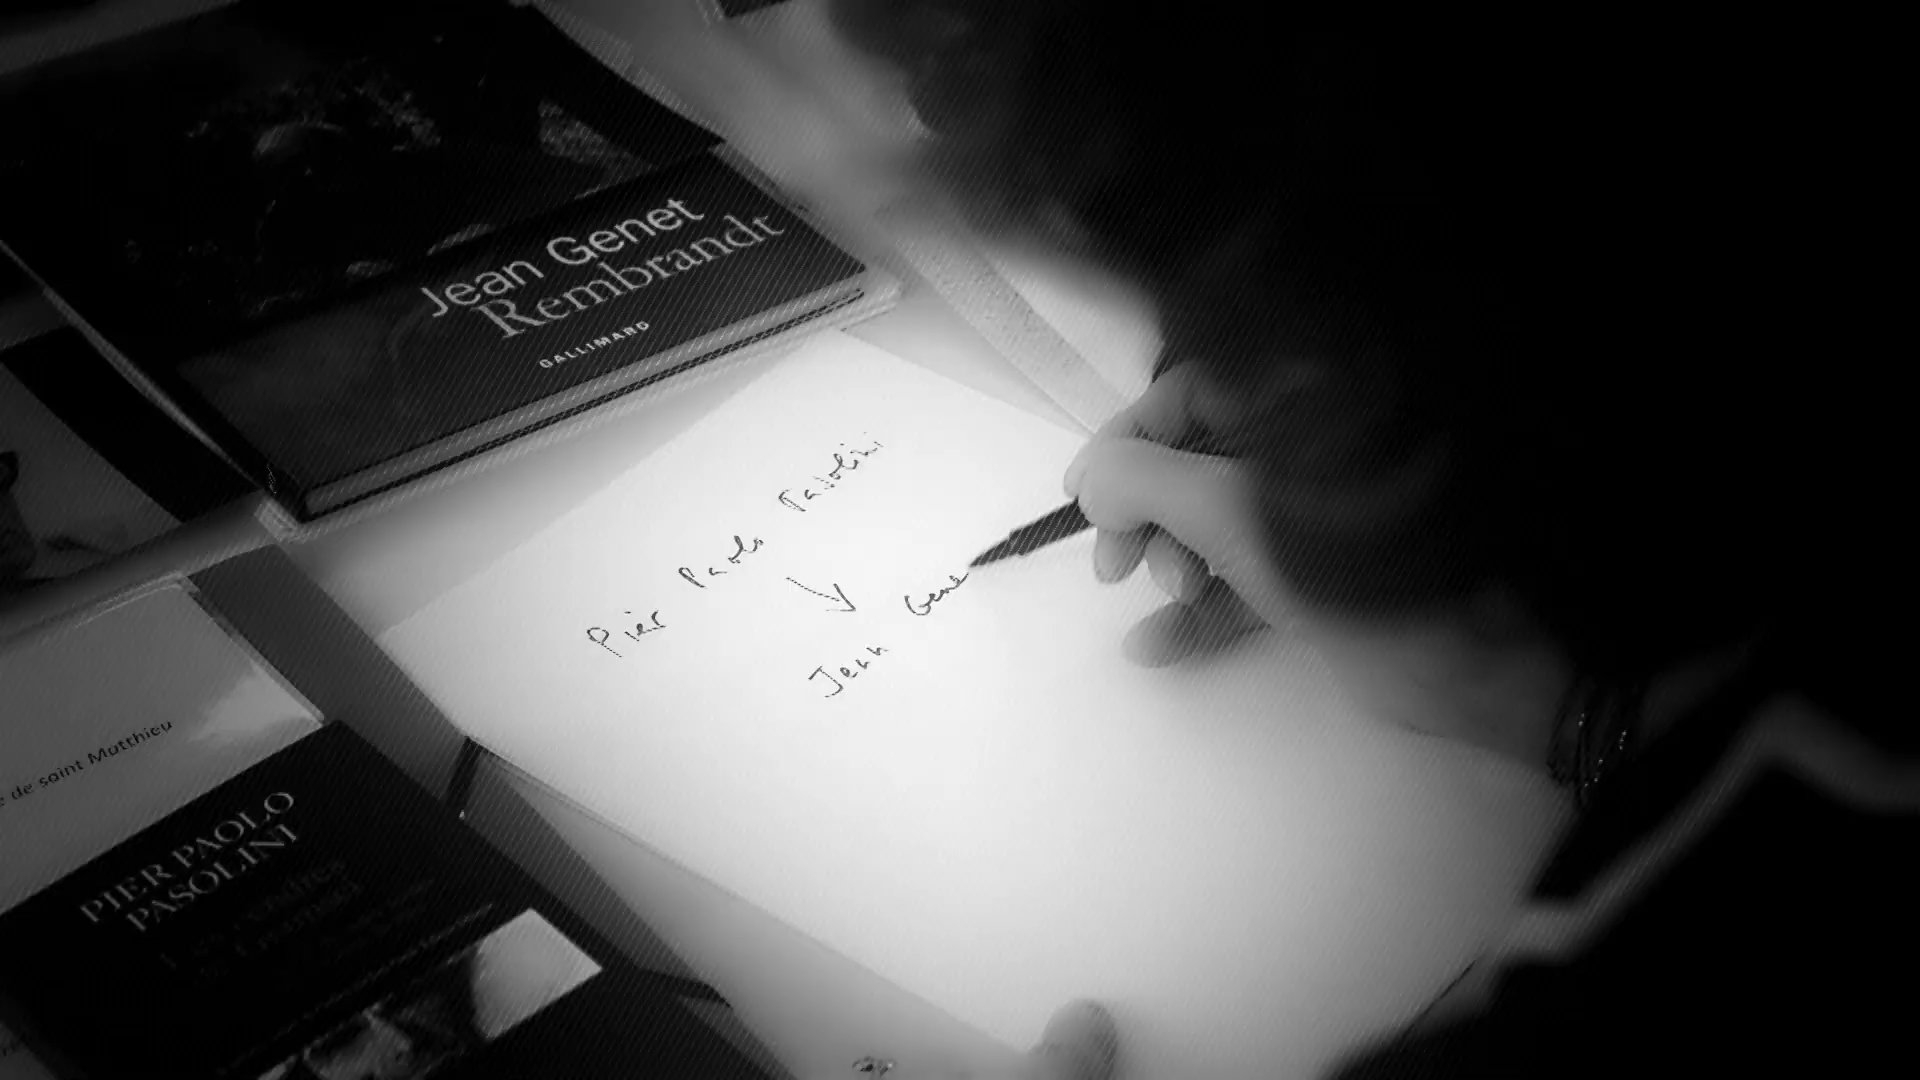 Jean Genet
Rembrandt
GALLIMARD
Pier Paolo Pasolini
Jean Gene
de saint Matthieu
PIER PAOLO
PASOLINI